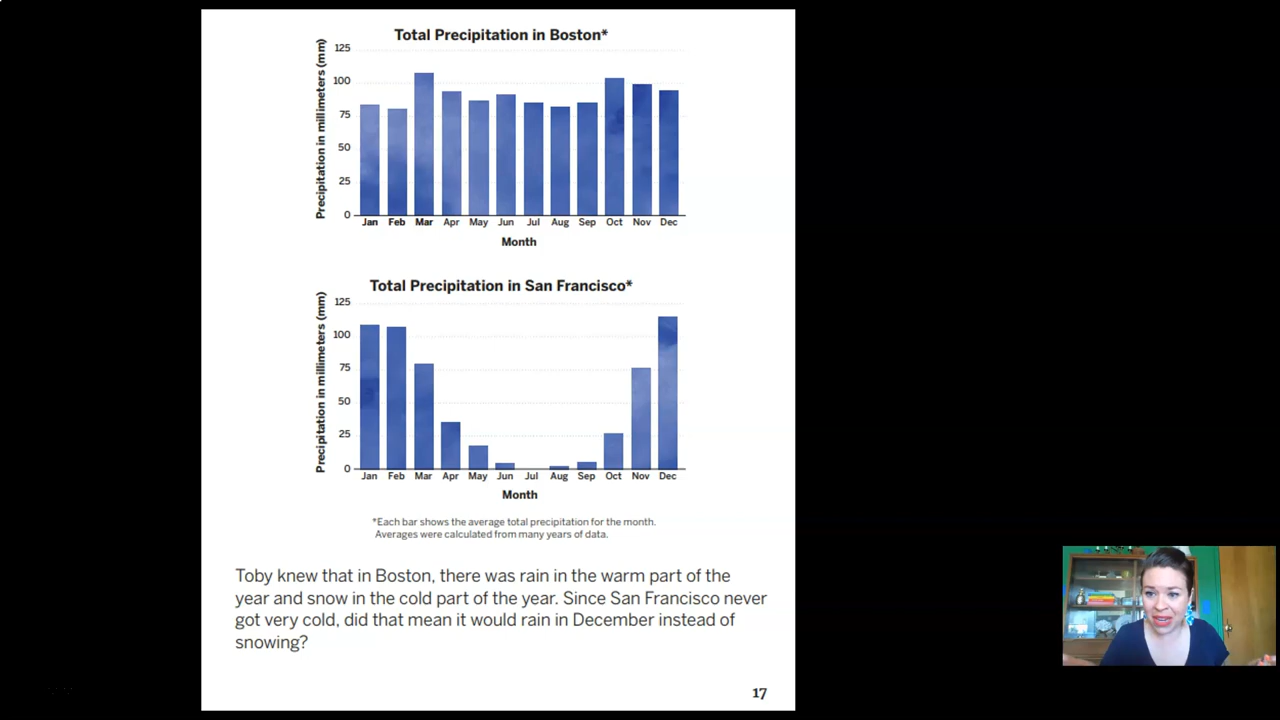 Total Precipitation in Boston*
Precipitation in millimeters (mm)
125
100
75
50
25
0
Jan Feb Mar Apr May Jun Jul Aug Sep Oct Nov Dec
Month
Total Precipitation in San Francisco*
Precipitation in millimeters (mm)
125
100
75
50
25
0
Jan Feb Mar Apr May Jun Jul Aug Sep Oct Nov Dec
Month
*Each bar shows the average total precipitation for the month.
Averages were calculated from many years of data.
Toby knew that in Boston, there was rain in the warm part of the
year and snow in the cold part of the year. Since San Francisco never
got very cold, did that mean it would rain in December instead of
snowing?
17